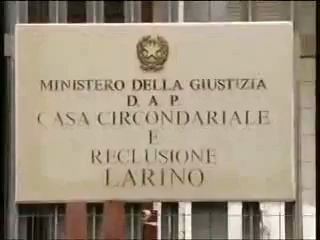 MINISTERO DELLA GIUSTIZIA
D. A P.
CASA CIRCONDARIALE
E
RECLUSIONE
LARINO